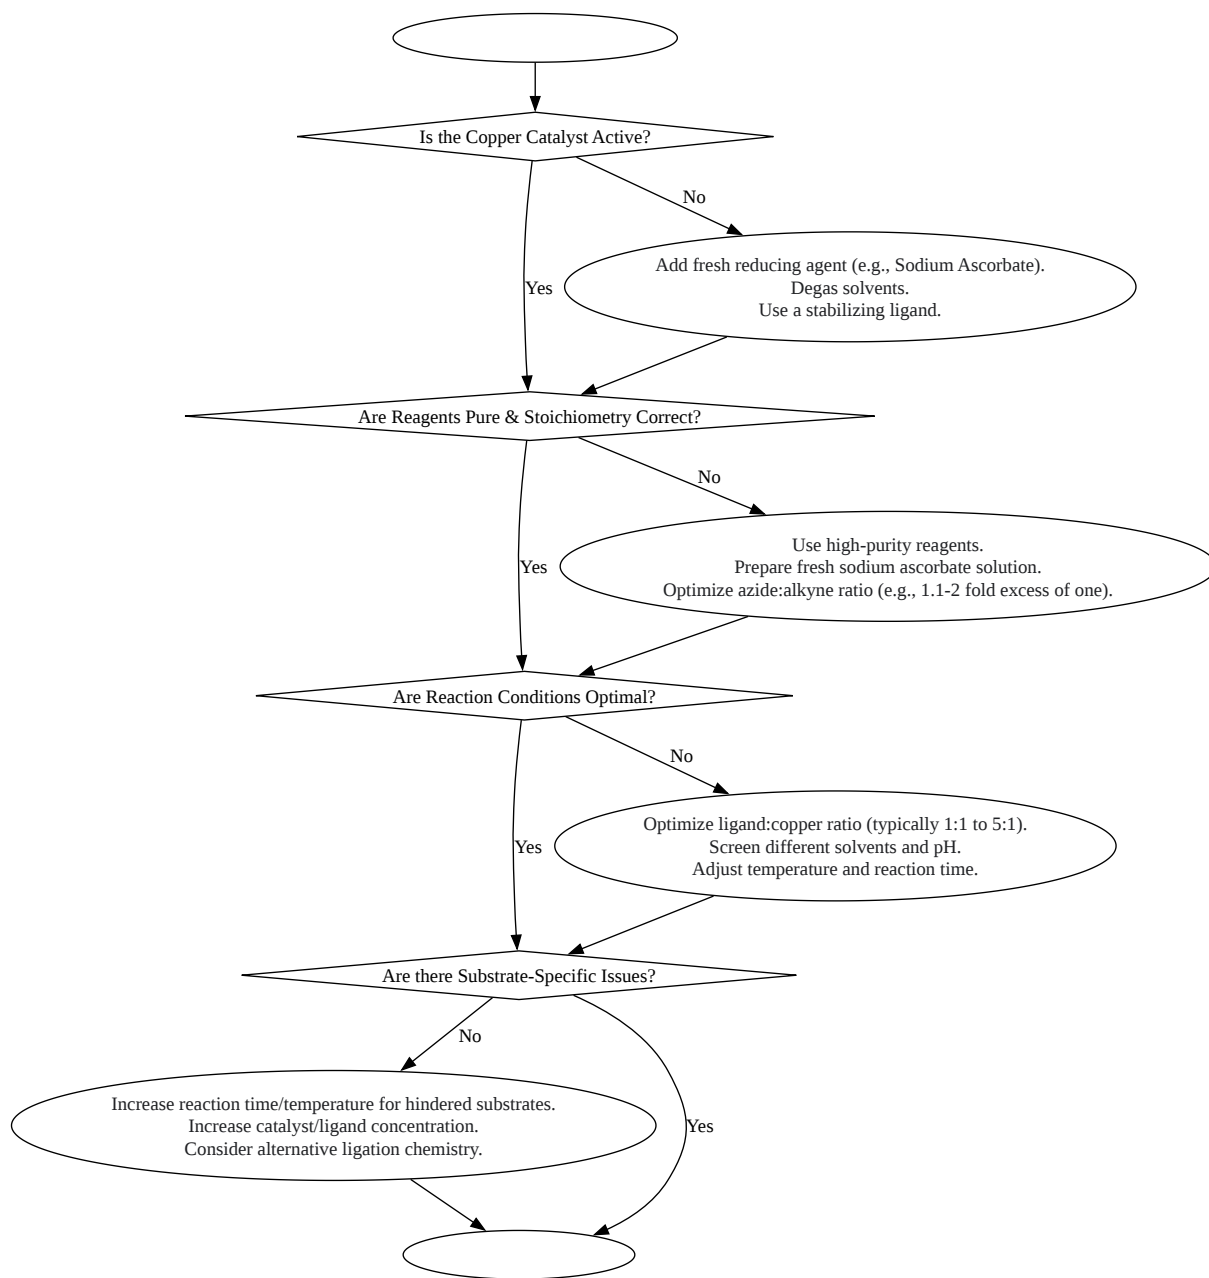 Is the Copper Catalyst Active?
No
Add fresh reducing agent (e.g., Sodium Ascorbate).
Degas solvents.
Use a stabilizing ligand.
Yes
Are Reagents Pure & Stoichiometry Correct?
No
Use high-purity reagents.
Prepare fresh sodium ascorbate solution.
Optimize azide:alkyne ratio (e.g., 1.1-2 fold excess of one).
Yes
Are Reaction Conditions Optimal?
No
Optimize ligand:copper ratio (typically 1:1 to 5:1).
Screen different solvents and pH.
Adjust temperature and reaction time.
Yes
Are there Substrate-Specific Issues?
No
Increase reaction time/temperature for hindered substrates.
Increase catalyst/ligand concentration.
Consider alternative ligation chemistry.
Yes